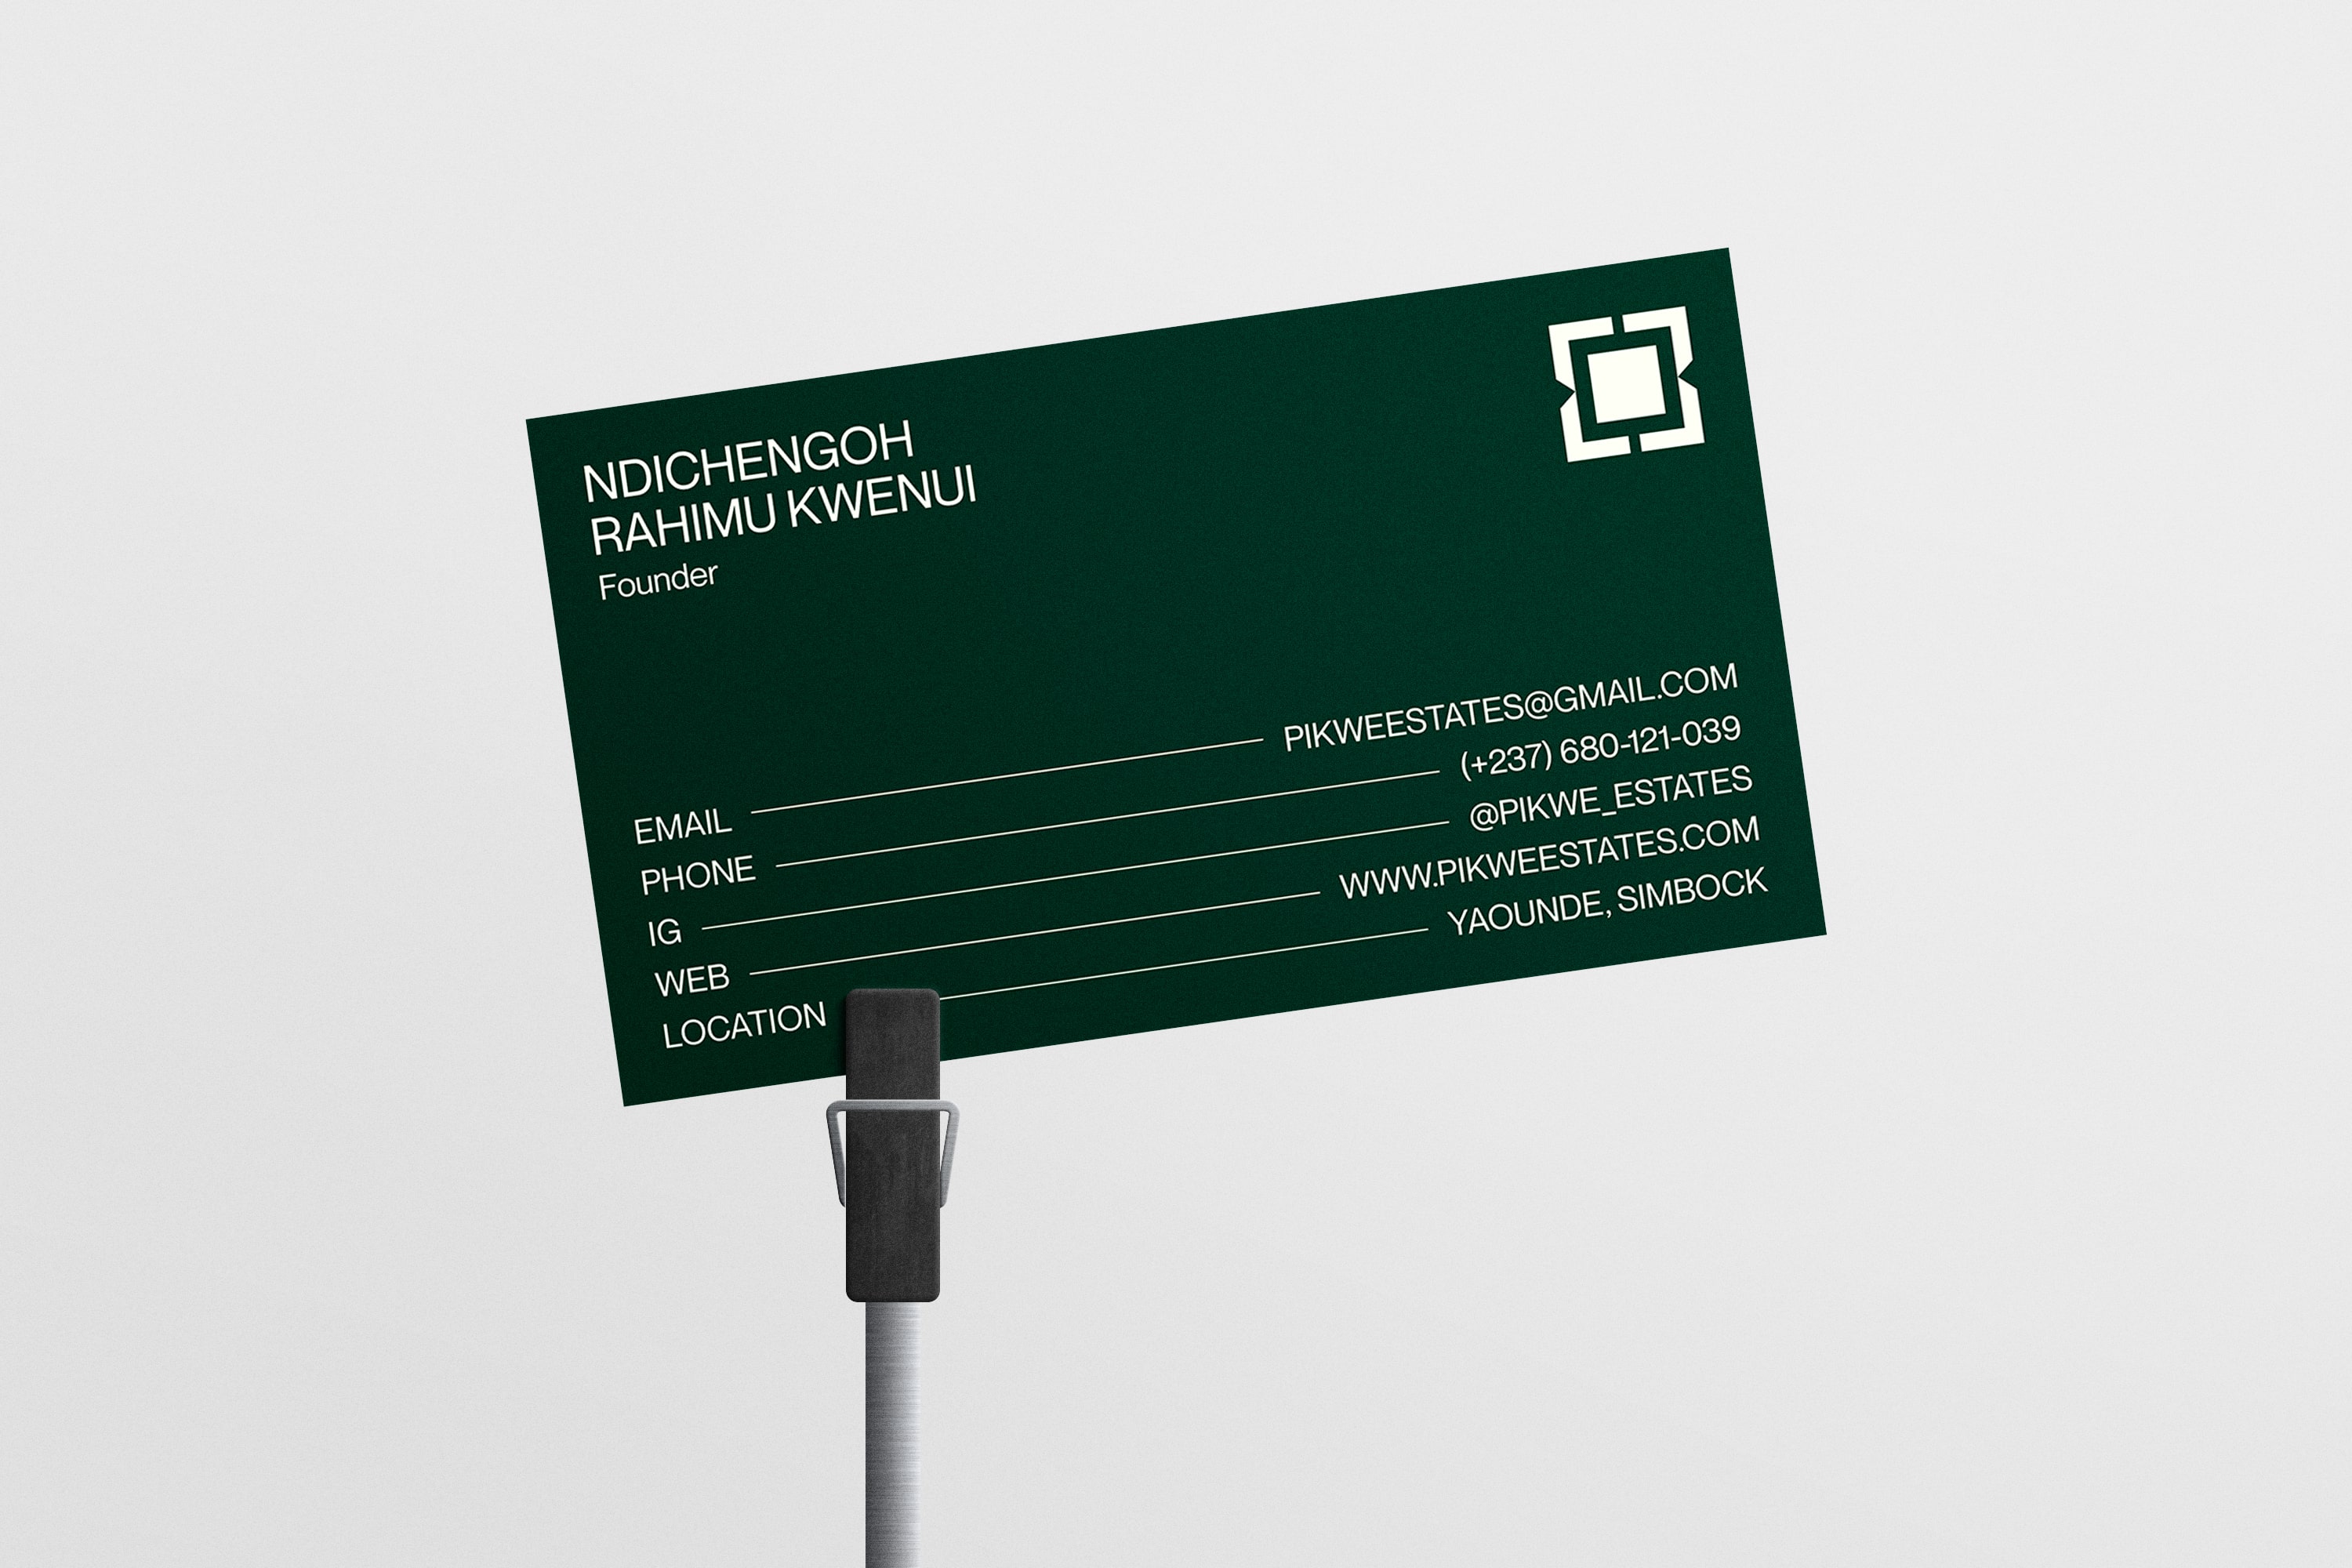 NDICHENGOH
RAHIMU KWENUI
Founder
EMAIL PIKWEESTATES@GMAIL.COM
PHONE (+237) 680-121-039
IG @PIKWE_ESTATES
WEB WWW.PIKWEESTATES.COM
LOCATION YAOUNDE, SIMBOCK